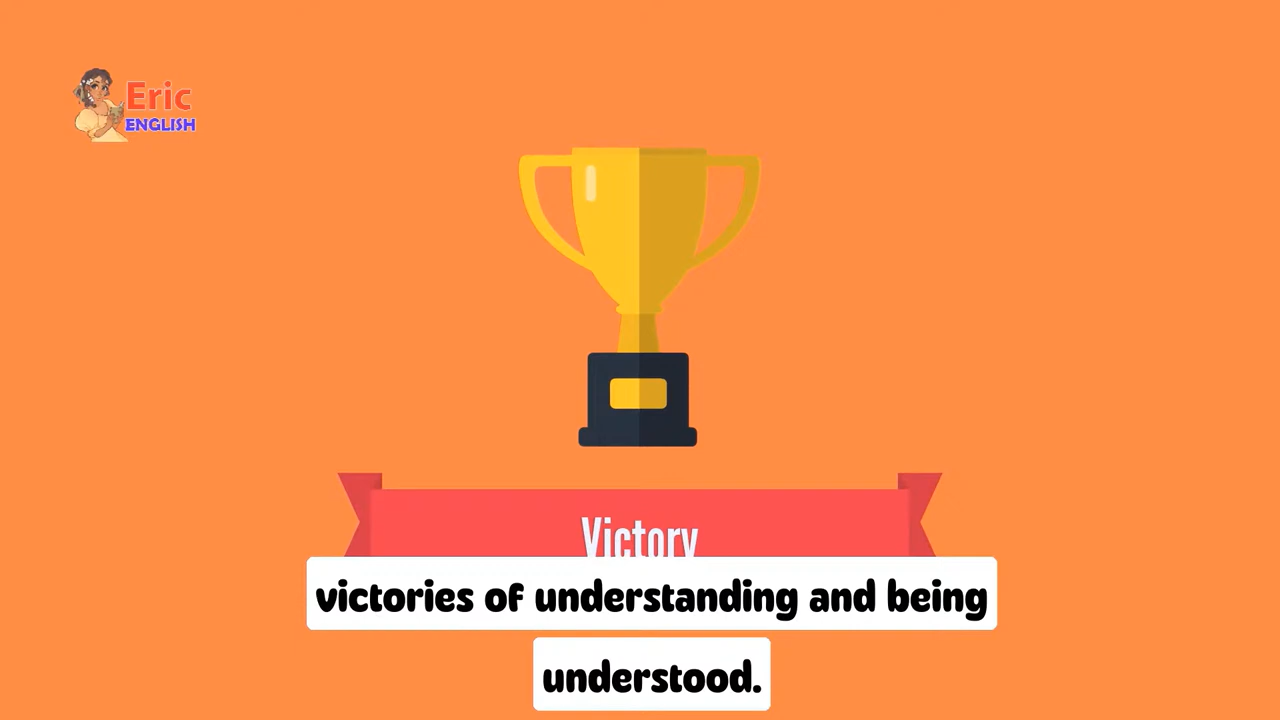 Eric
ENGLISH
Victory
victories of understanding and being
understood.